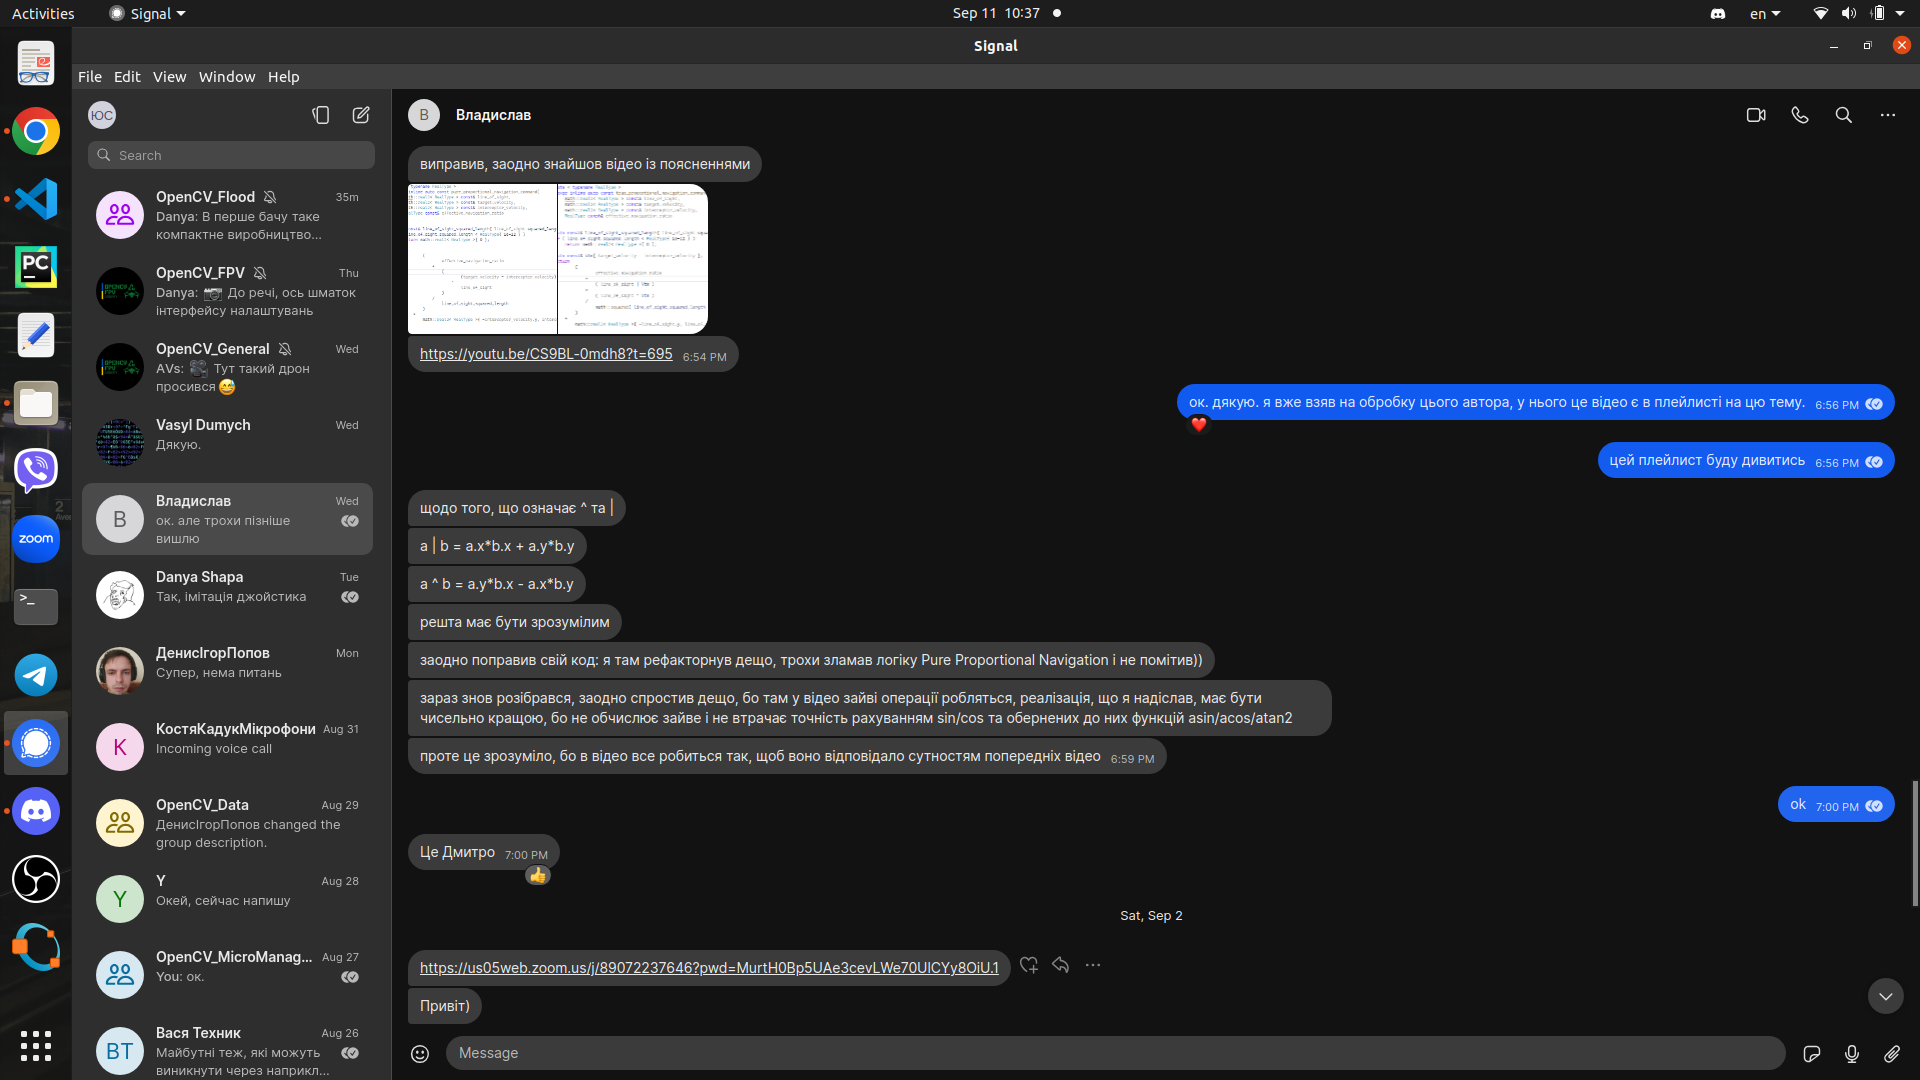 Activities
Signal
Sep 11 10:37
en
Signal
File Edit View Window Help
ЮС
Search
OpenCV_Flood
35m
Danya: В перше бачу таке
компактне виробництво...
OpenCV_FPV
Thu
Danya: До речі, ось шматок
інтерфейсу налаштувань
OpenCV_General
Wed
AVs: Тут такий дрон
просився😅
Vasyl Dumych
Wed
Дякую.
В
Владислав
Wed
ок. але трохи пізніше
вишлю
Danya Shapa
Tue
Так, імітація джойстика
ДенисІгорПопов
Mon
Супер, нема питань
К
КостяКадукМікрофони
Aug 31
Incoming voice call
OpenCV_Data
Aug 29
ДенисІгорПопов changed the
group description.
Y
Y
Aug 28
Окей, сейчас напишу
OpenCV_MicroManag...
Aug 27
You: ок.
ВТ
Вася Техник
Aug 26
Майбутні теж, які можуть
виникнути через наприкл...
PC
zoom
>_
В
Владислав
виправив, заодно знайшов відео із поясненнями
https://youtu.be/CS9BL-0mdh8?t=695 6:54 PM
ок. дякую. я вже взяв на обробку цього автора, у нього це відео є в плейлисті на цю тему. 6:56 PM
❤️
цей плейлист буду дивитись 6:56 PM
щодо того, що означає ^ та |
a | b = a.x*b.x + a.y*b.y
a ^ b = a.y*b.x - a.x*b.y
решта має бути зрозумілим
заодно поправив свій код: я там рефакторнув дещо, трохи зламав логіку Pure Proportional Navigation і не помітив))
зараз знов розібрався, заодно спростив дещо, бо там у відео зайві операції робляться, реалізація, що я надіслав, має бути
чисельно кращою, бо не обчислює зайве і не втрачає точність рахуванням sin/cos та обернених до них функцій asin/acos/atan2
проте це зрозуміло, бо в відео все робиться так, щоб воно відповідало сутностям попередніх відео 6:59 PM
ok 7:00 PM
Це Дмитро 7:00 PM
👍
Sat, Sep 2
https://us05web.zoom.us/j/89072237646?pwd=MurtH0Bp5UAe3cevLWe70UlCYy8OiU.1
Привіт)
Message